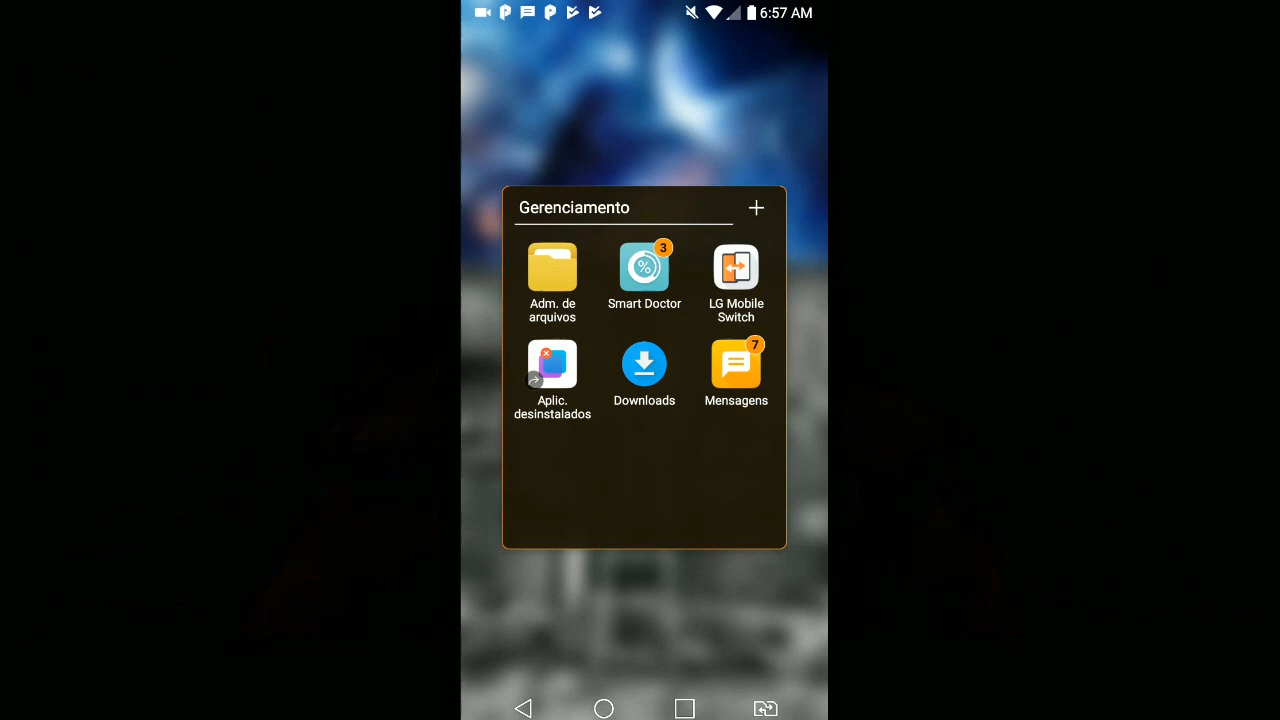 6:57 AM
Gerenciamento
3
Adm. de
arquivos
Smart Doctor
LG Mobile
Switch
7
Aplic.
desinstalados
Downloads
Mensagens